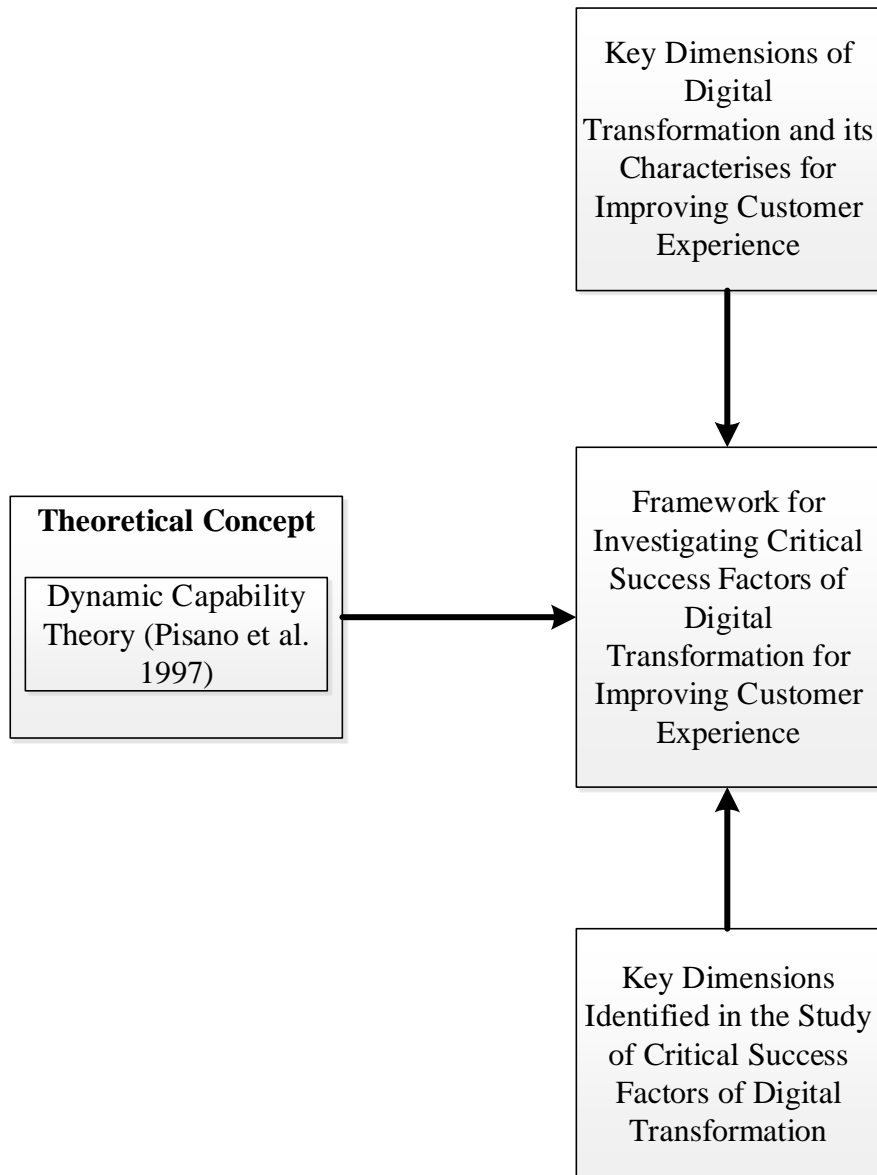 Key Dimensions of
Digital
Transformation and its
Characterises for
Improving Customer
Experience
Theoretical Concept
Dynamic Capability
Theory (Pisano et al.
1997)
Framework for
Investigating Critical
Success Factors of
Digital
Transformation for
Improving Customer
Experience
Key Dimensions
Identified in the Study
of Critical Success
Factors of Digital
Transformation